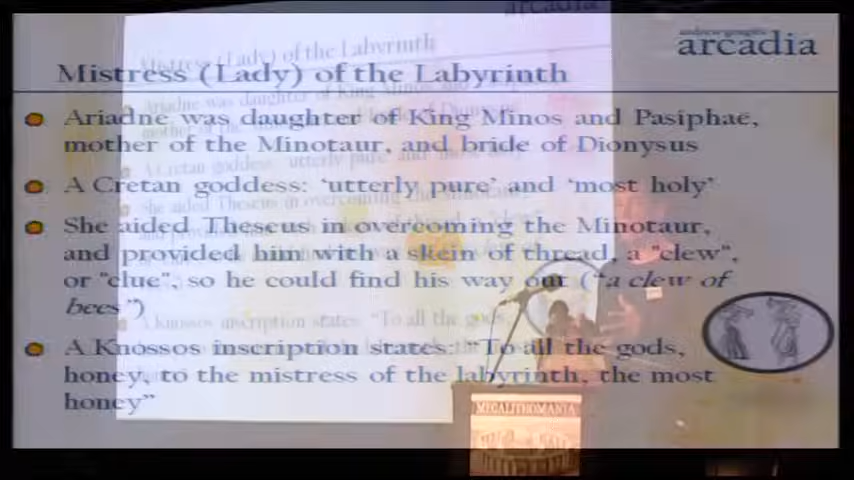 arcadia
Mistress (Lady) of the Labyrinth
Ariadne was daughter of King Minos and Pasiphae,
mother of the Minotaur, and bride of Dionysus
A Cretan goddess: 'utterly pure' and 'most holy'
She aided Theseus in overcoming the Minotaur,
and provided him with a skein of thread, a "clew",
or "clue", so he could find his way out ("a clew of
bees")
A Knossos inscription states: "To all the gods,
honey, to the mistress of the labyrinth, the most
honey"
MEGALITHOMANIA